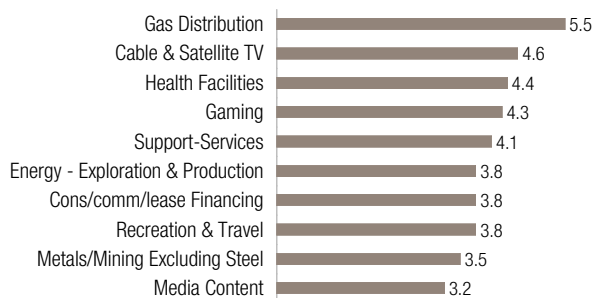 Gas Distribution 5.5
Cable & Satellite TV 4.6
Health Facilities 4.4
Gaming 4.3
Support-Services 4.1
Energy - Exploration & Production 3.8
Cons/comm/lease Financing 3.8
Recreation & Travel 3.8
Metals/Mining Excluding Steel 3.5
Media Content 3.2